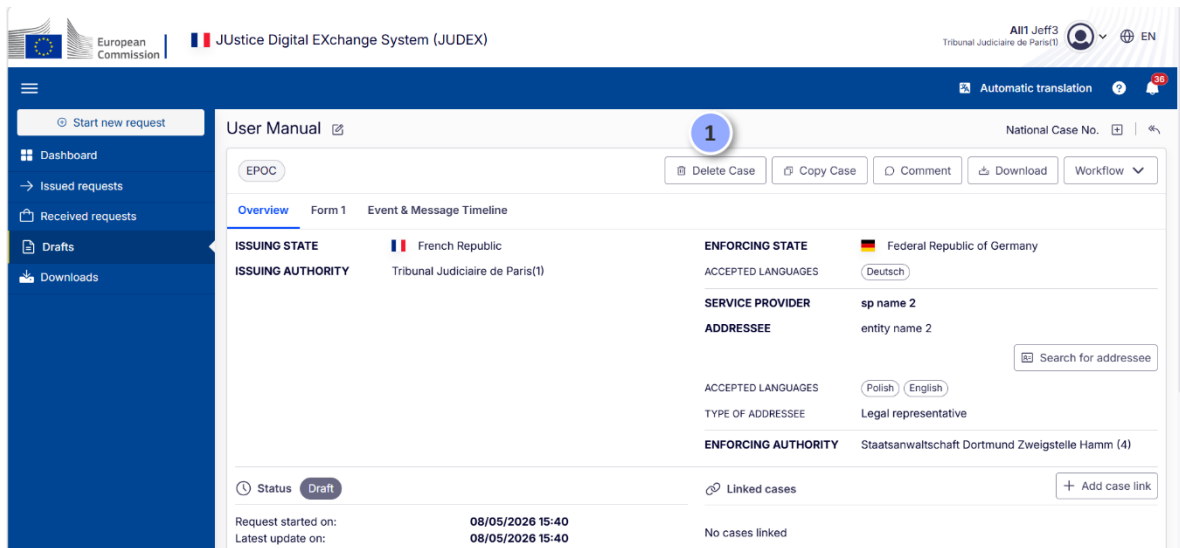 European
Commission
JUstice Digital EXchange System (JUDEX)
All1 Jeff3
Tribunal Judiciaire de Paris(1)
EN
Automatic translation
36
Start new request
Dashboard
Issued requests
Received requests
Drafts
Downloads
User Manual
1
National Case No.
EPOC
Delete Case
Copy Case
Comment
Download
Workflow
Overview Form 1 Event & Message Timeline
ISSUING STATE French Republic
ISSUING AUTHORITY Tribunal Judiciaire de Paris(1)
ENFORCING STATE Federal Republic of Germany
ACCEPTED LANGUAGES Deutsch
SERVICE PROVIDER sp name 2
ADDRESSEE entity name 2
Search for addressee
ACCEPTED LANGUAGES Polish English
TYPE OF ADDRESSEE Legal representative
ENFORCING AUTHORITY Staatsanwaltschaft Dortmund Zweigstelle Hamm (4)
Status Draft
Request started on: 08/05/2026 15:40
Latest update on: 08/05/2026 15:40
Linked cases
+ Add case link
No cases linked